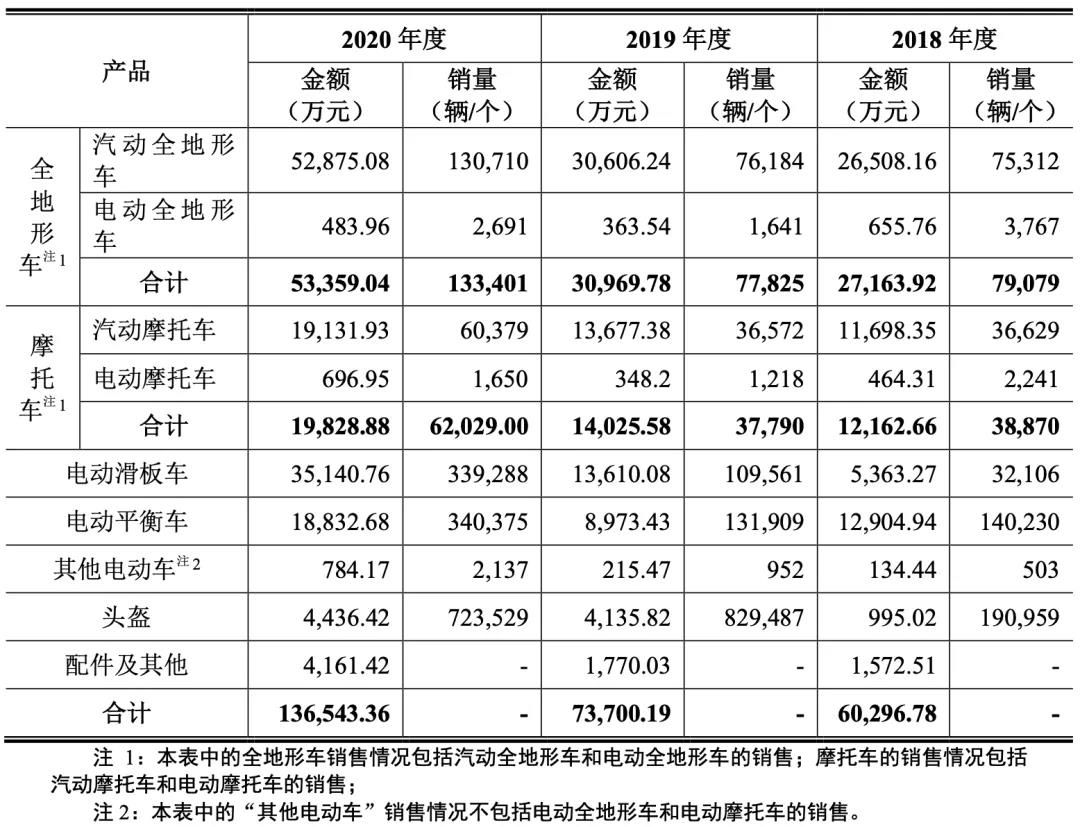 产品 2020 年度 2019 年度 2018 年度
金额 销量 金额 销量 金额 销量
（万元） （辆/个） （万元） （辆/个） （万元） （辆/个）
全地形车注1
汽动全地形车 52,875.08 130,710 30,606.24 76,184 26,508.16 75,312
电动全地形车 483.96 2,691 363.54 1,641 655.76 3,767
合计 53,359.04 133,401 30,969.78 77,825 27,163.92 79,079
摩托车注1
汽动摩托车 19,131.93 60,379 13,677.38 36,572 11,698.35 36,629
电动摩托车 696.95 1,650 348.2 1,218 464.31 2,241
合计 19,828.88 62,029.00 14,025.58 37,790 12,162.66 38,870
电动滑板车 35,140.76 339,288 13,610.08 109,561 5,363.27 32,106
电动平衡车 18,832.68 340,375 8,973.43 131,909 12,904.94 140,230
其他电动车注2 784.17 2,137 215.47 952 134.44 503
头盔 4,436.42 723,529 4,135.82 829,487 995.02 190,959
配件及其他 4,161.42 - 1,770.03 - 1,572.51 -
合计 136,543.36 - 73,700.19 - 60,296.78 -
注 1：本表中的全地形车销售情况包括汽动全地形车和电动全地形车的销售；摩托车的销售情况包括
汽动摩托车和电动摩托车的销售；
注 2：本表中的“其他电动车”销售情况不包括电动全地形车和电动摩托车的销售。